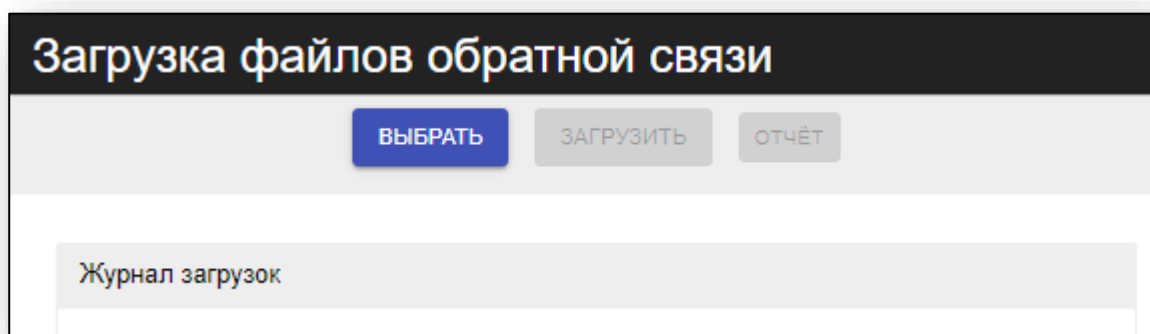 Загрузка файлов обратной связи
ВЫБРАТЬ ЗАГРУЗИТЬ ОТЧЁТ
Журнал загрузок